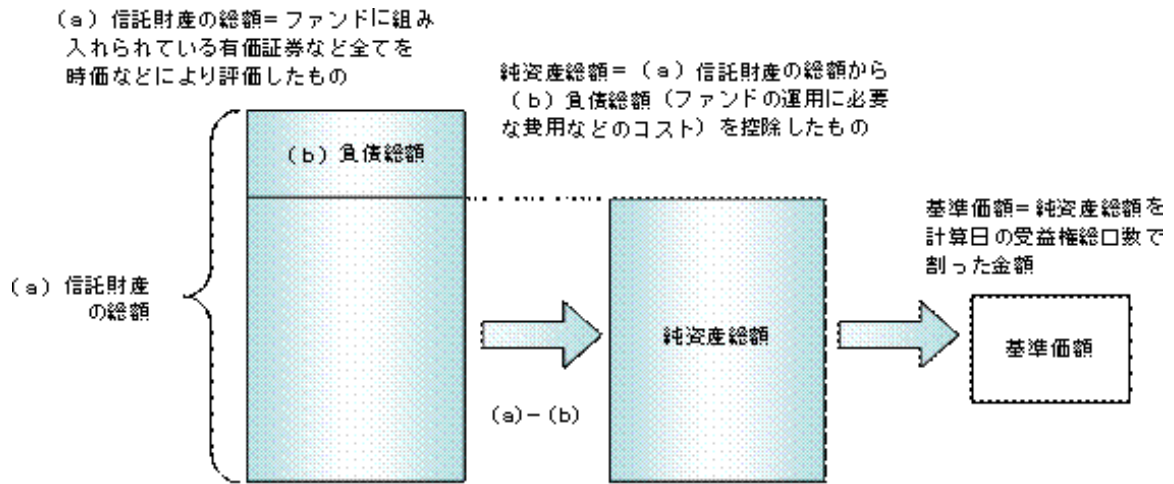 (a) 信託財産の総額＝ファンドに組み
入れられている有価証券など全てを
時価などにより評価したもの
純資産総額＝(a) 信託財産の総額から
(b) 負債総額(ファンドの運用に必要
な費用などのコスト)を控除したもの
(b) 負債総額
基準価額＝純資産総額を
計算日の受益権総口数で
割った金額
(a) 信託財産
の総額
純資産総額
基準価額
(a)－(b)